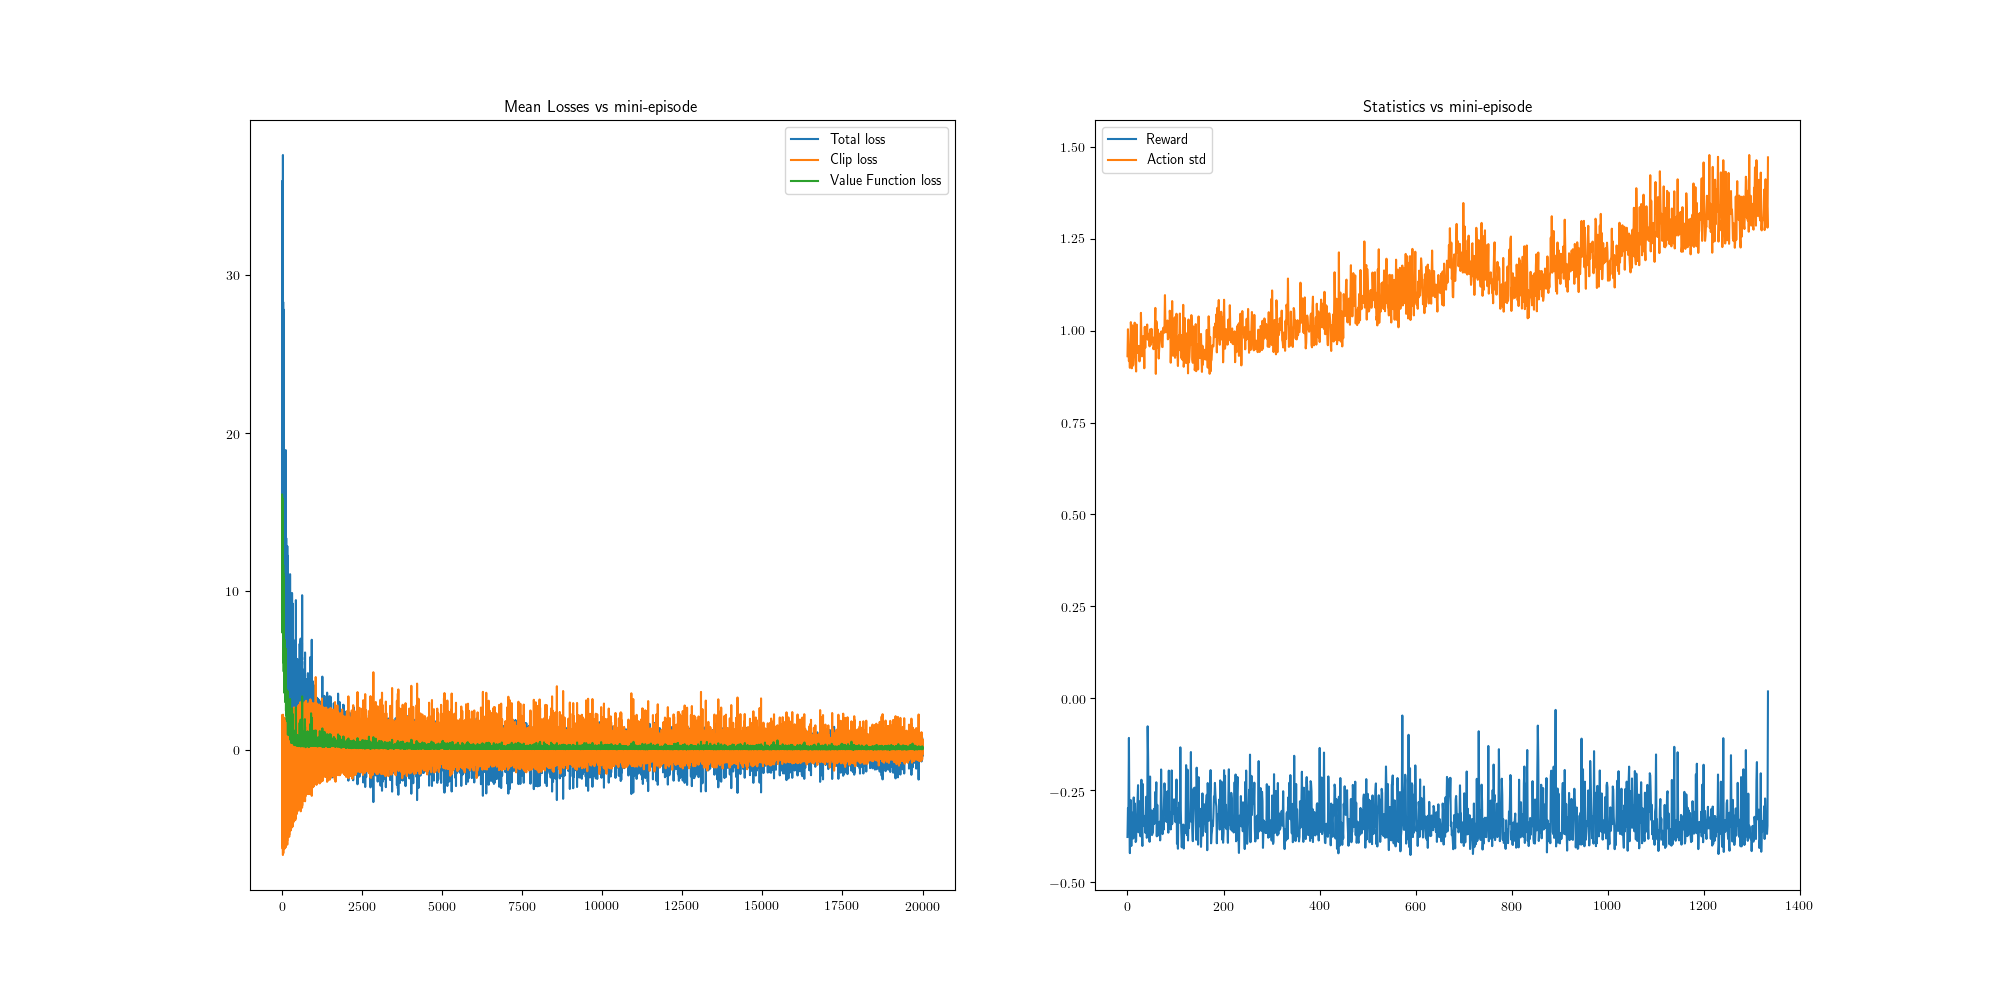 Mean Losses vs mini-episode
Total loss
Clip loss
Value Function loss
30
20
10
0
0 2500 5000 7500 10000 12500 15000 17500 20000
Statistics vs mini-episode
Reward
Action std
1.50
1.25
1.00
0.75
0.50
0.25
0.00
−0.25
−0.50
0 200 400 600 800 1000 1200 1400